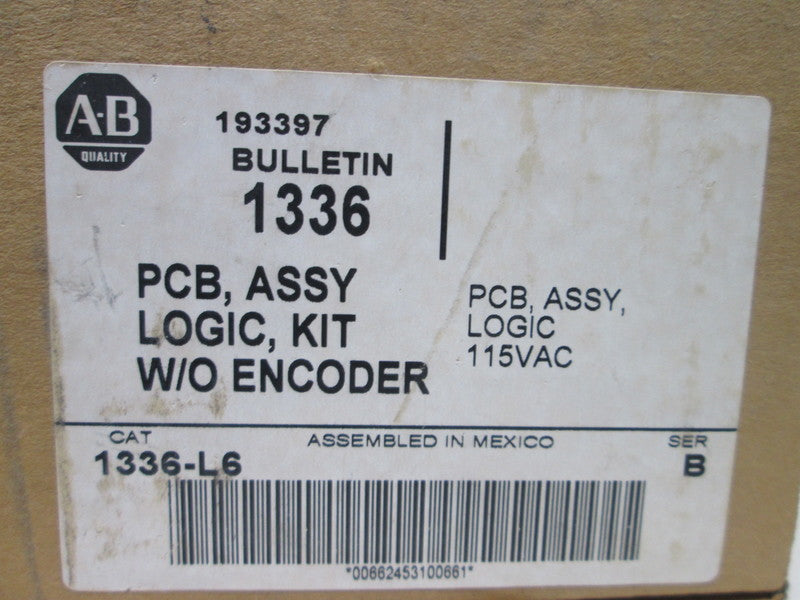 A-B
QUALITY
193397
BULLETIN
1336
PCB, ASSY
LOGIC, KIT
W/O ENCODER
PCB, ASSY,
LOGIC
115VAC
CAT
ASSEMBLED IN MEXICO
SER
1336-L6
B
*00662453100661*